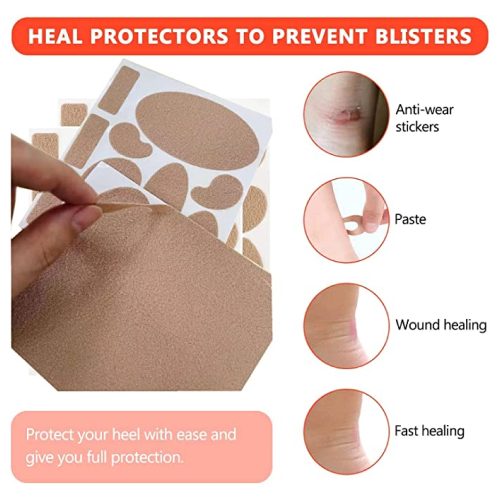 HEAL PROTECTORS TO PREVENT BLISTERS
Anti-wear
stickers
Paste
Wound healing
Fast healing
Protect your heel with ease and
give you full protection.